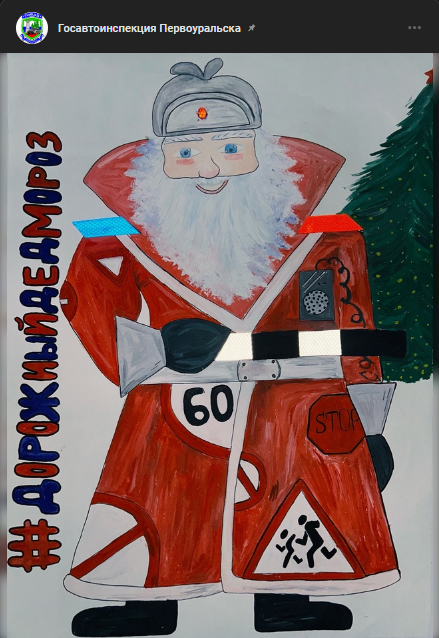 Госавтоинспекция Первоуральска
#ДОРОЖНЫЙДЕДМОРОЗ
60
STOP